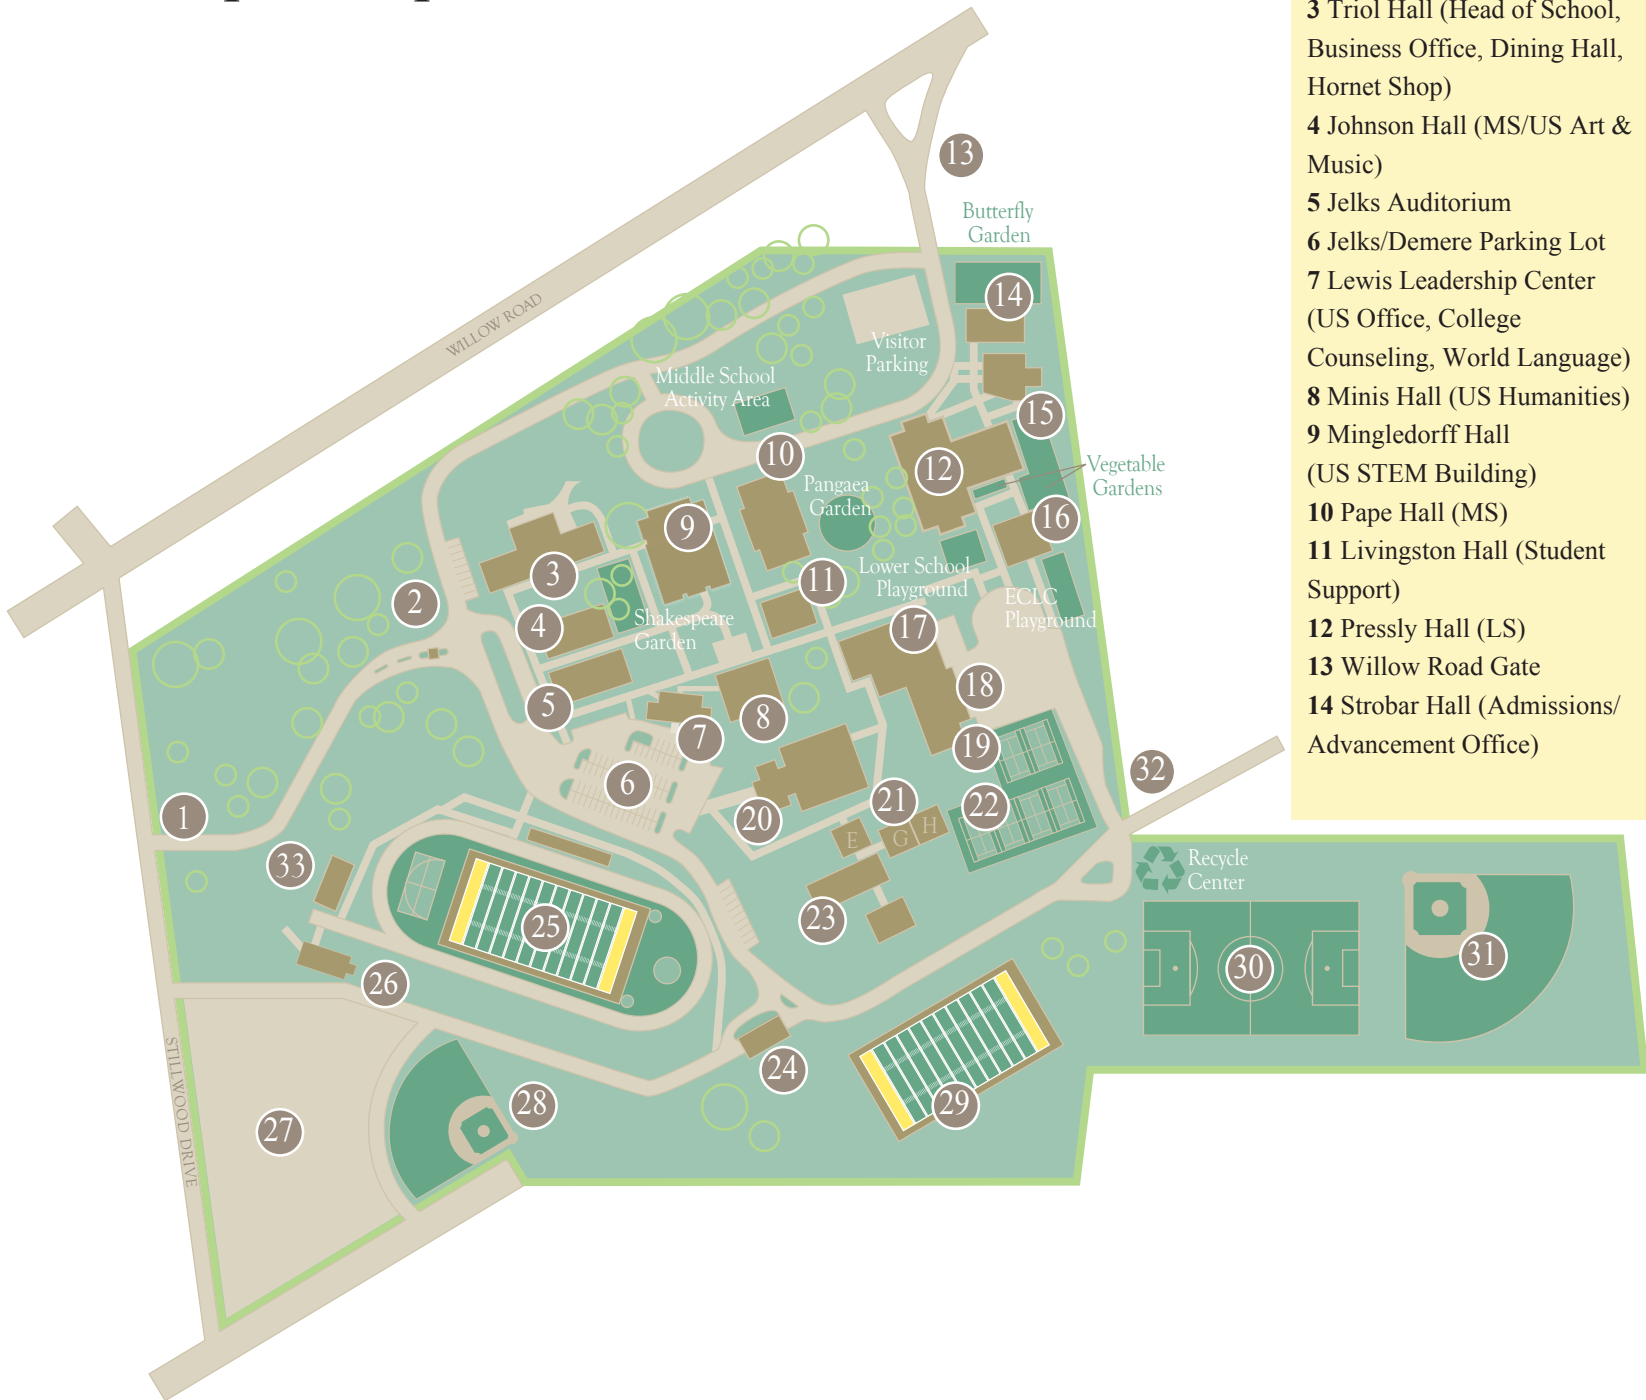 3 Triol Hall (Head of School,
Business Office, Dining Hall,
Hornet Shop)
4 Johnson Hall (MS/US Art &
Music)
5 Jelks Auditorium
6 Jelks/Demere Parking Lot
7 Lewis Leadership Center
(US Office, College
Counseling, World Language)
8 Minis Hall (US Humanities)
9 Mingledorff Hall
(US STEM Building)
10 Pape Hall (MS)
11 Livingston Hall (Student
Support)
12 Pressly Hall (LS)
13 Willow Road Gate
14 Strobar Hall (Admissions/
Advancement Office)
13
Butterfly
Garden
14
WILLOW ROAD
Visitor
Parking
Middle School
Activity Area
15
10
12
Vegetable
Gardens
Pangaea
Garden
16
9
3
11
Lower School
Playground
2
ECLC
Playground
4
Shakespeare
Garden
17
18
5
8
7
19
32
6
21
22
20
1
E
G
H
33
Recycle
Center
23
25
30
31
26
STILLWOOD DRIVE
24
28
29
27